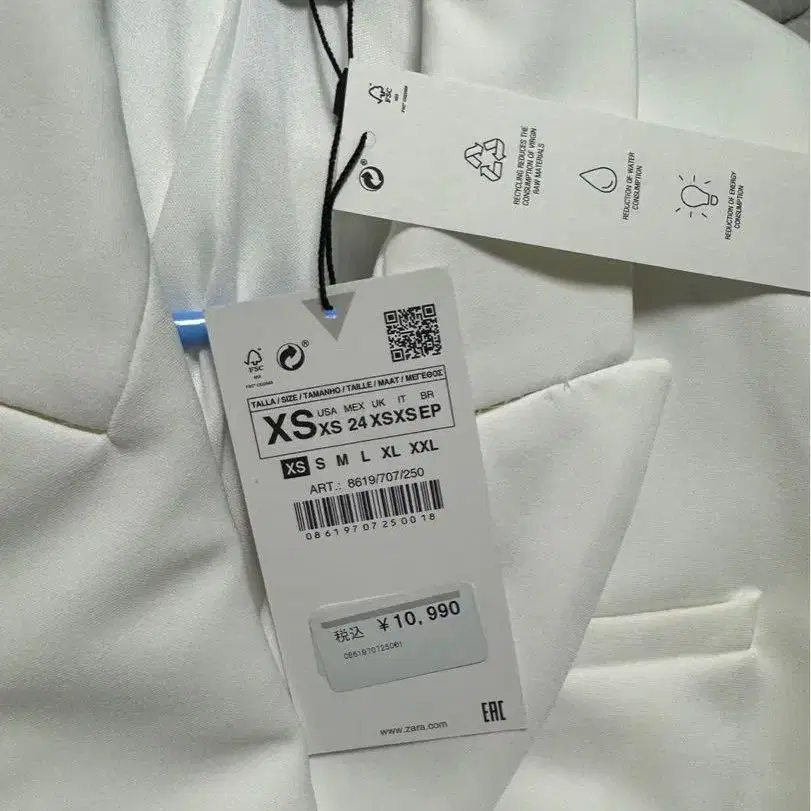 FSC
RECYCLING REDUCES THE
CONSUMPTION OF VIRGIN
RAW MATERIALS
REDUCTION OF WATER
CONSUMPTION
REDUCTION OF ENERGY
CONSUMPTION
®
FSC
®
TALLA / SIZE / TAMANHO / TAILLE / MAAT / ΜΕΓΕΘΟΣ
XS USA MEX UK IT BR
XS 24 XS XS EP
XS S M L XL XXL
ART.: 8619/707/250
08619707250018
税込 ¥10,990
www.zara.com
EAC